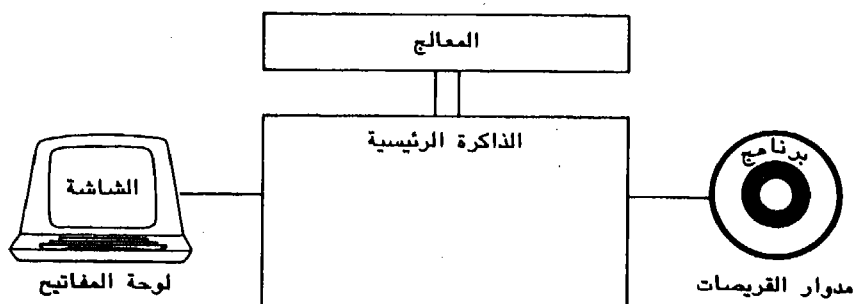 المعالج
الذاكرة الرئيسية
برنامج
الشاشة
لوحة المفاتيح
مدوار القريصات